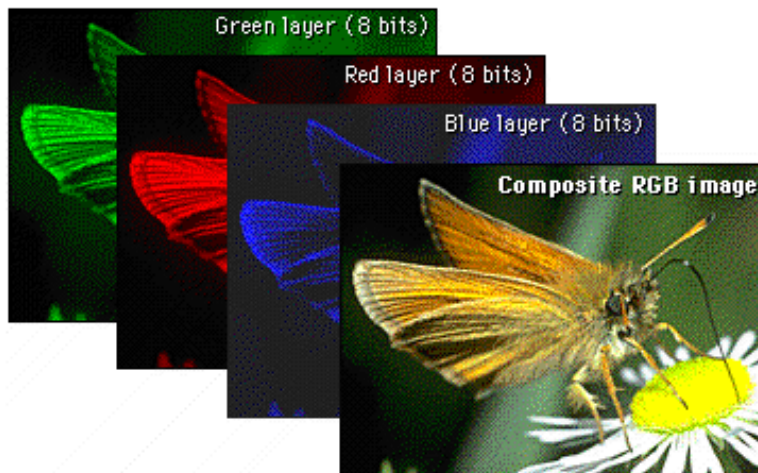 Green layer (8 bits)
Red layer (8 bits)
Blue layer (8 bits)
Composite RGB image